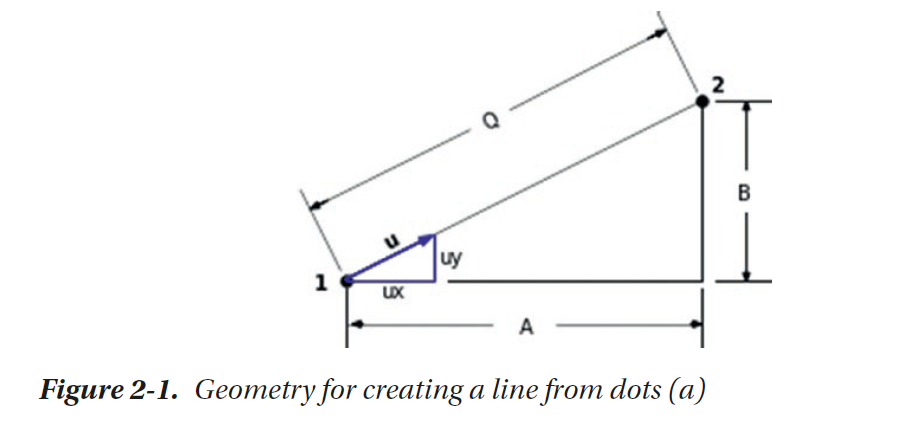 2
Q
B
u
uy
1
ux
A
Figure 2-1. Geometry for creating a line from dots (a)